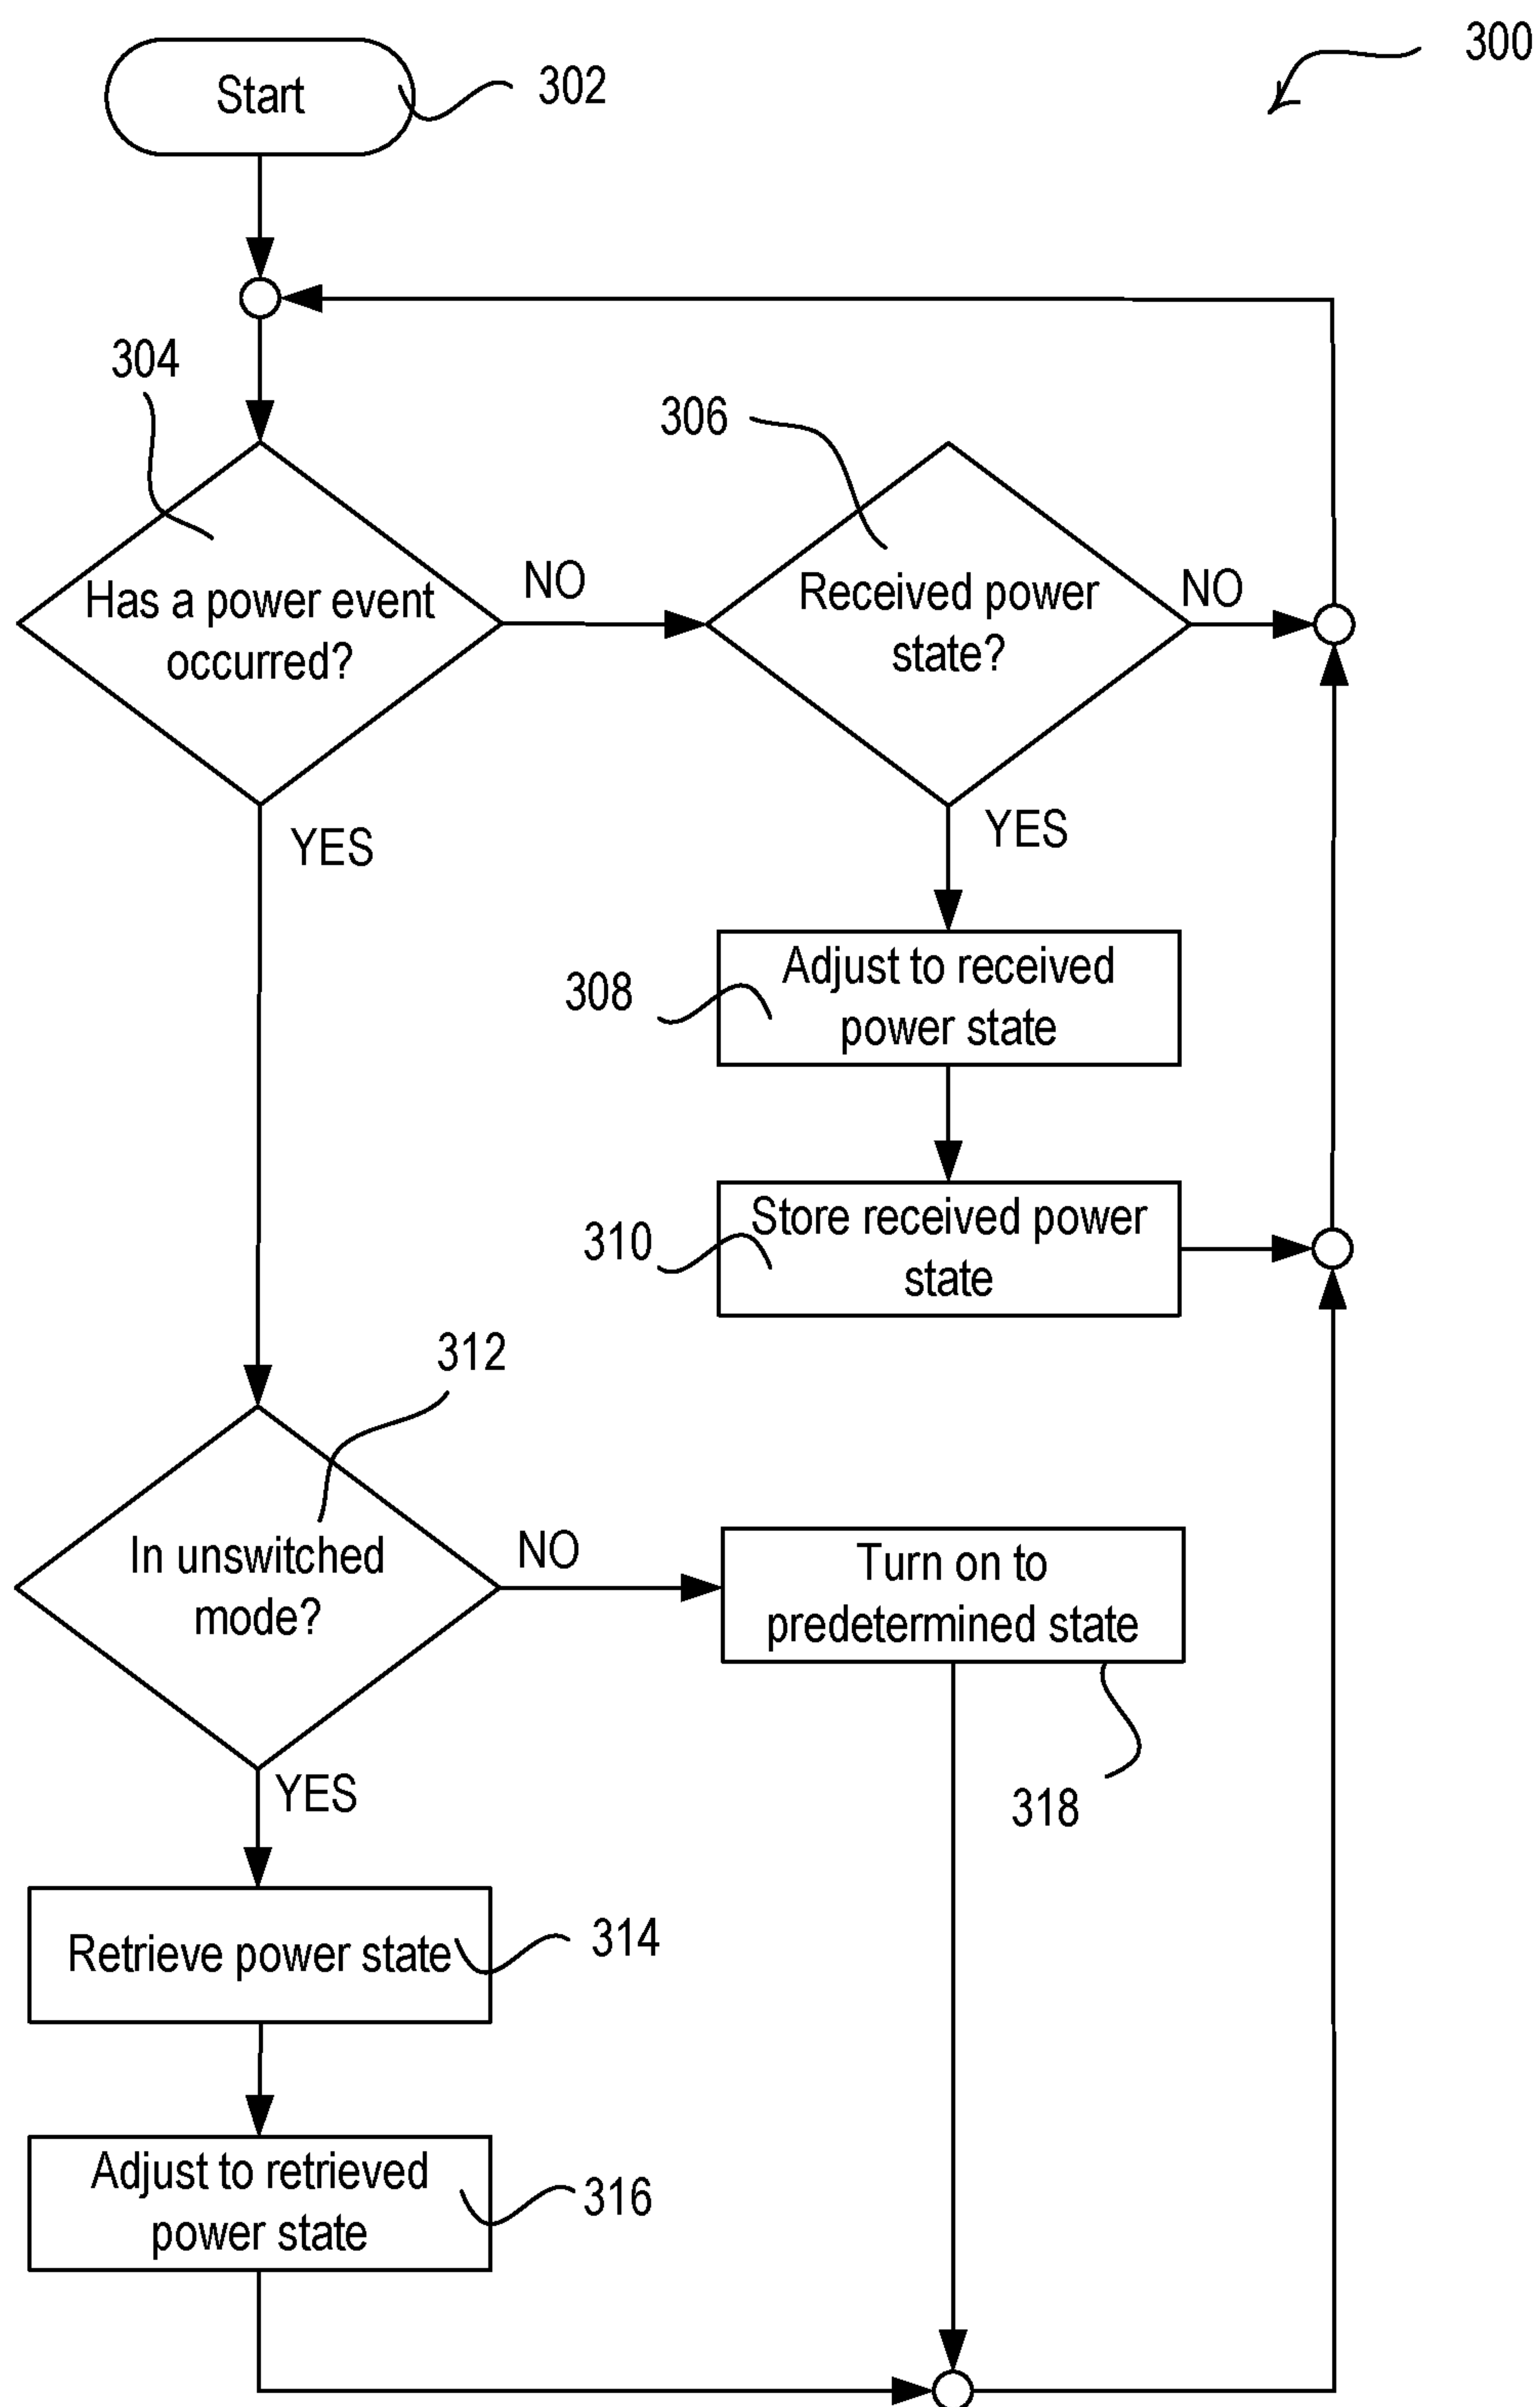 300
Start
302
304
306
Has a power event
occurred?
NO
Received power
state?
NO
YES
YES
308
Adjust to received
power state
310
Store received power
state
312
In unswitched
mode?
NO
Turn on to
predetermined state
318
YES
Retrieve power state
314
Adjust to retrieved
power state
316